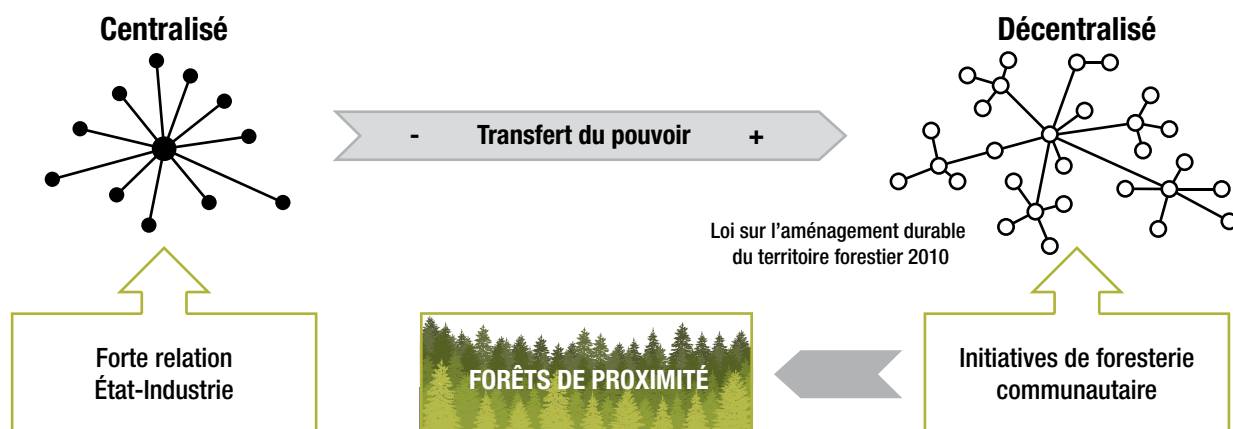 Centralisé
Décentralisé
- Transfert du pouvoir +
Loi sur l’aménagement durable
du territoire forestier 2010
Forte relation
État-Industrie
FORÊTS DE PROXIMITÉ
Initiatives de foresterie
communautaire